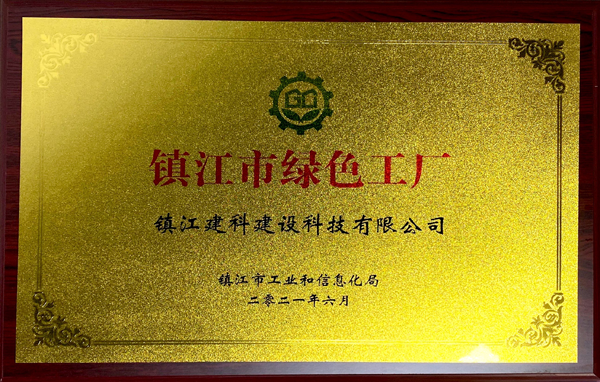 GC
镇江市绿色工厂
镇江建科建设科技有限公司
镇江市工业和信息化局
二零二一年六月